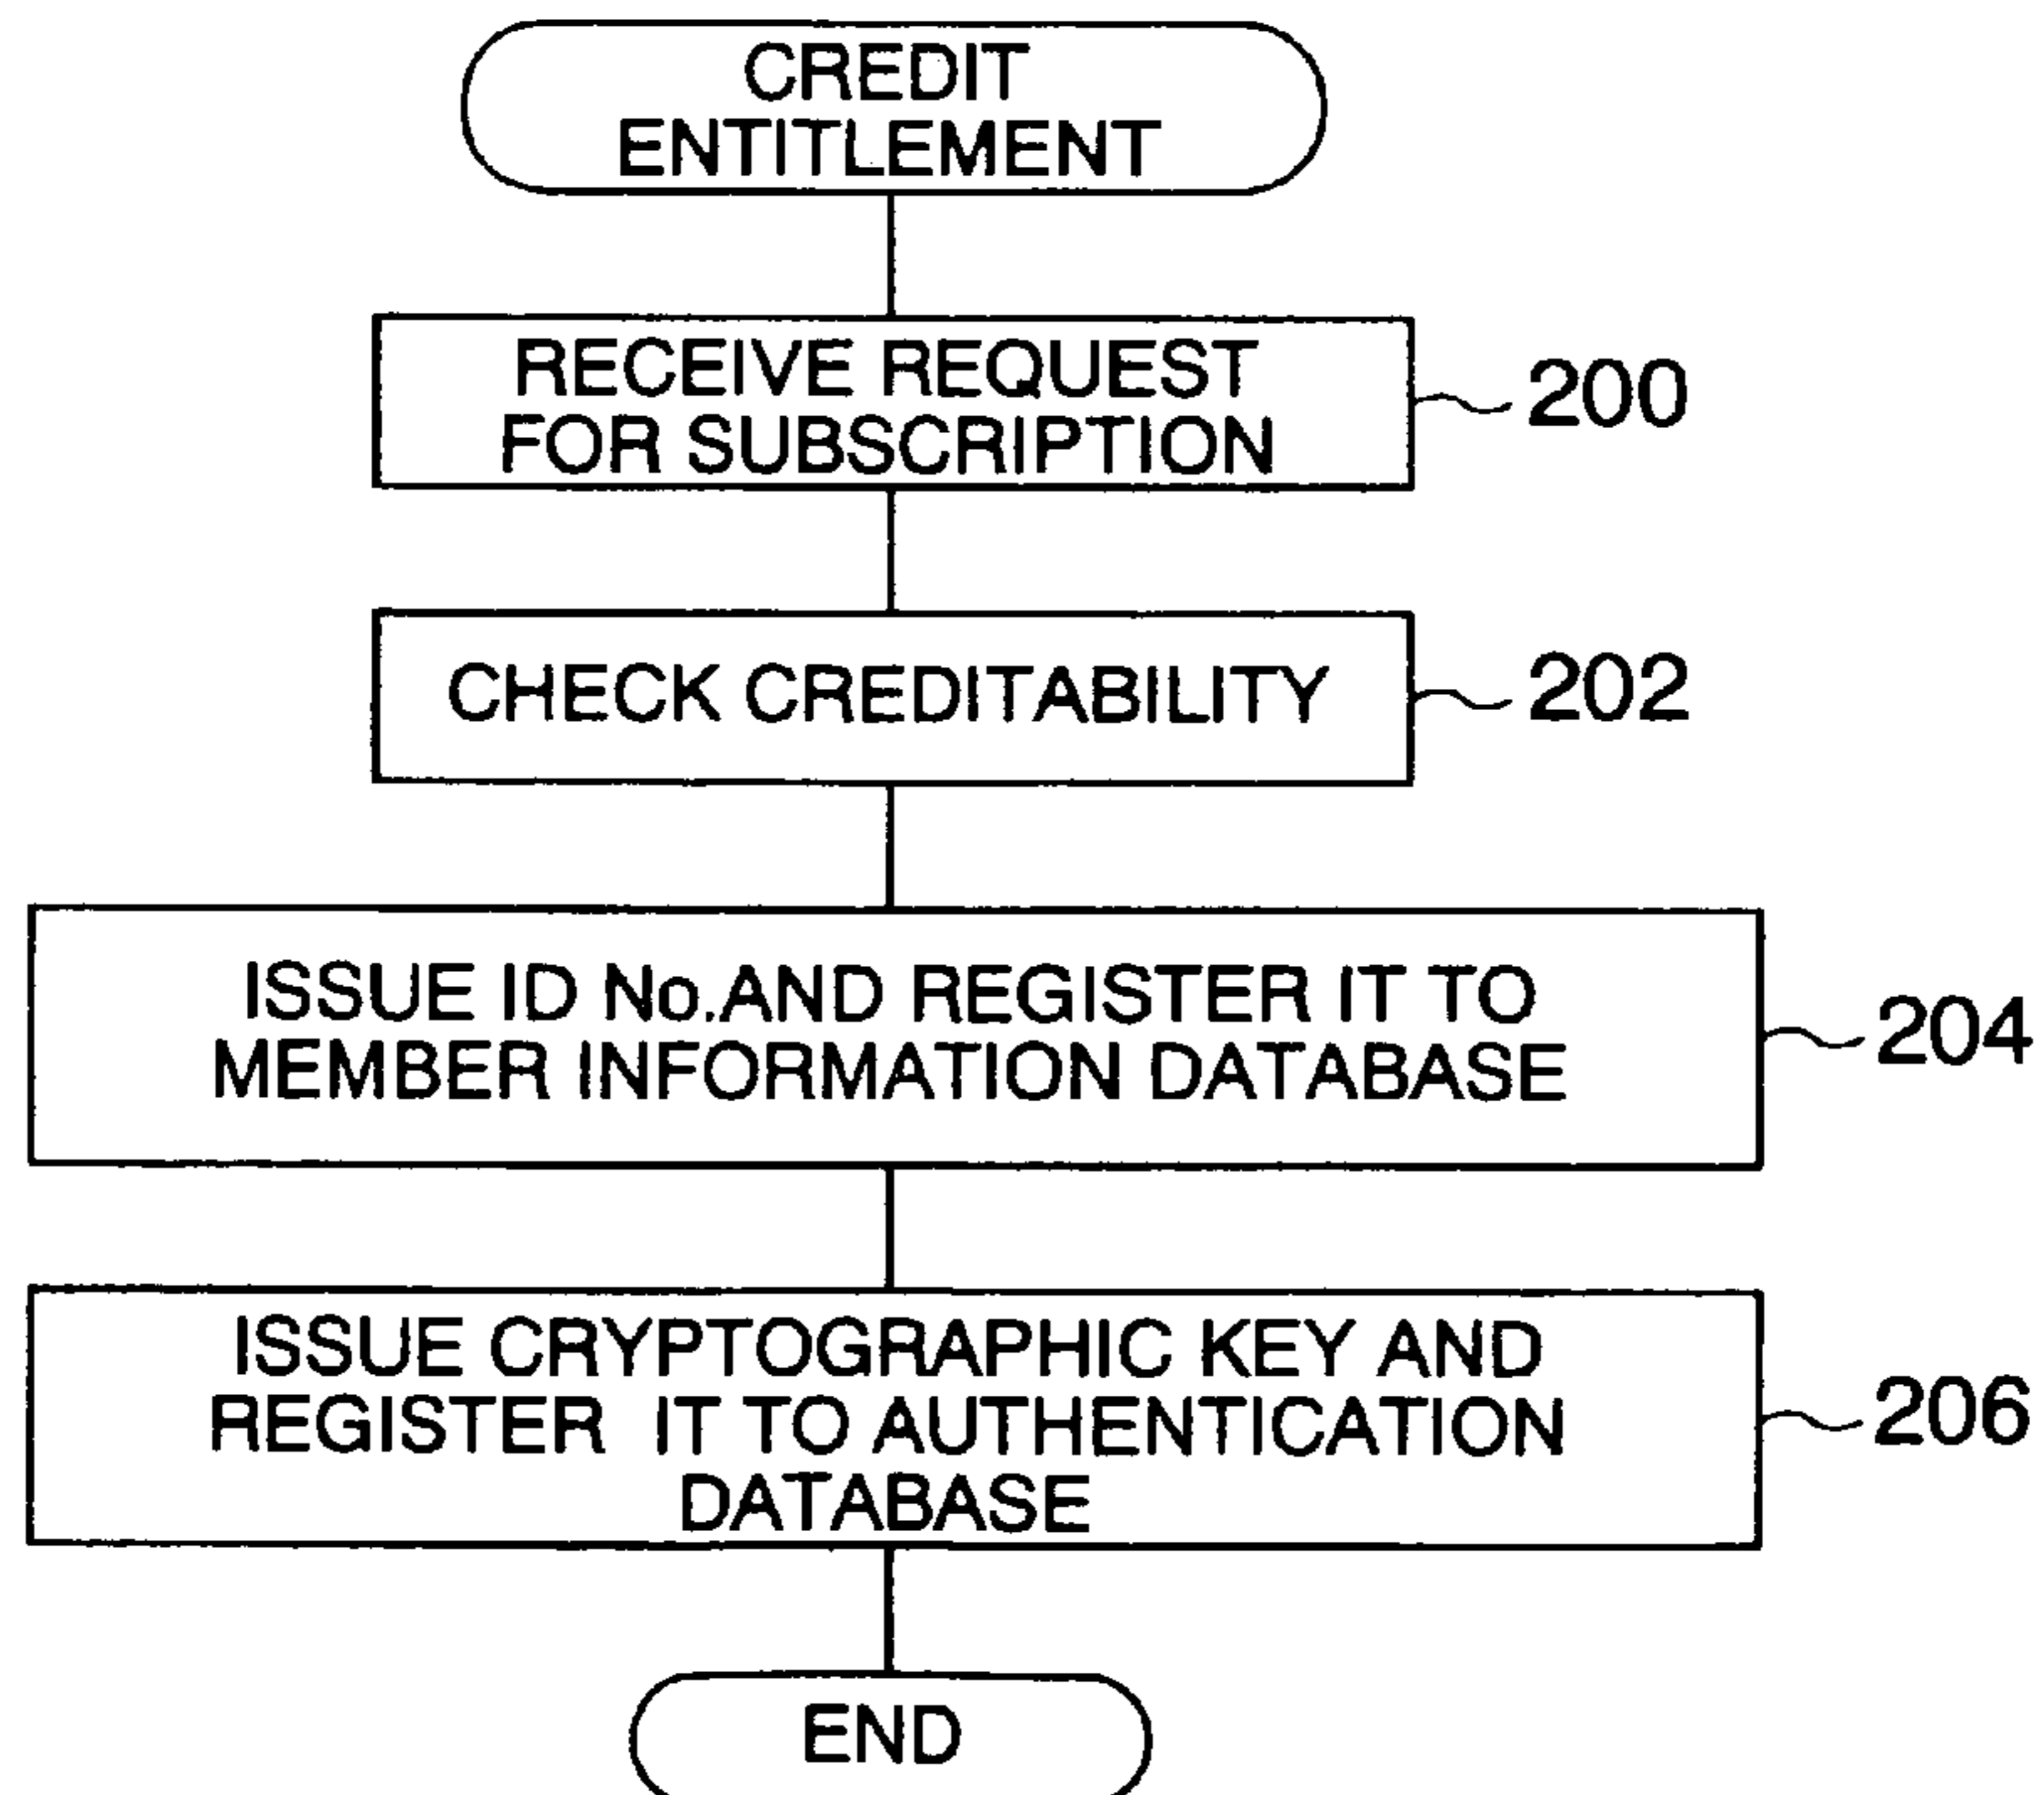 CREDIT
ENTITLEMENT
RECEIVE REQUEST
FOR SUBSCRIPTION
200
CHECK CREDITABILITY
202
ISSUE ID No.AND REGISTER IT TO
MEMBER INFORMATION DATABASE
204
ISSUE CRYPTOGRAPHIC KEY AND
REGISTER IT TO AUTHENTICATION
DATABASE
206
END